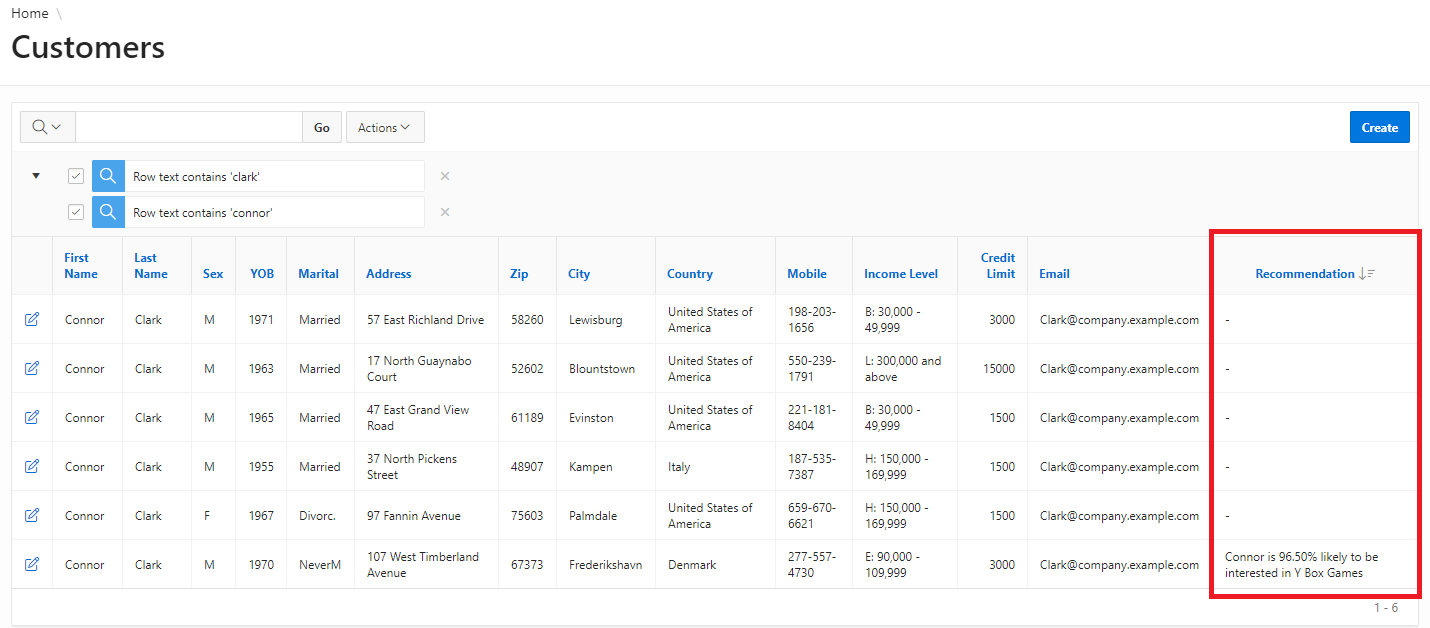 Home \
Customers
Go Actions Create
Row text contains 'clark'
Row text contains 'connor'
First Name Last Name Sex YOB Marital Address Zip City Country Mobile Income Level Credit Limit Email Recommendation
Connor Clark M 1971 Married 57 East Richland Drive 58260 Lewisburg United States of America 198-203-1656 B: 30,000 - 49,999 3000 Clark@company.example.com -
Connor Clark M 1963 Married 17 North Guaynabo Court 52602 Blountstown United States of America 550-239-1791 L: 300,000 and above 15000 Clark@company.example.com -
Connor Clark M 1965 Married 47 East Grand View Road 61189 Evinston United States of America 221-181-8404 B: 30,000 - 49,999 1500 Clark@company.example.com -
Connor Clark M 1955 Married 37 North Pickens Street 48907 Kampen Italy 187-535-7387 H: 150,000 - 169,999 1500 Clark@company.example.com -
Connor Clark F 1967 Divorc. 97 Fannin Avenue 75603 Palmdale United States of America 659-670-6621 H: 150,000 - 169,999 1500 Clark@company.example.com -
Connor Clark M 1970 NeverM 107 West Timberland Avenue 67373 Frederikshavn Denmark 277-557-4730 E: 90,000 - 109,999 3000 Clark@company.example.com Connor is 96.50% likely to be interested in Y Box Games
1 - 6